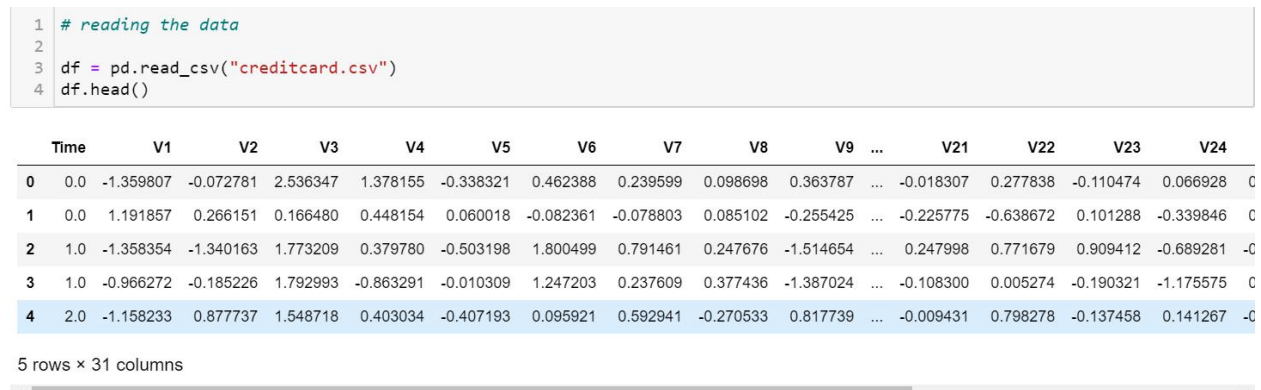 1 # reading the data
2
3 df = pd.read_csv("creditcard.csv")
4 df.head()
Time V1 V2 V3 V4 V5 V6 V7 V8 V9 ... V21 V22 V23 V24
0 0.0 -1.359807 -0.072781 2.536347 1.378155 -0.338321 0.462388 0.239599 0.098698 0.363787 ... -0.018307 0.277838 -0.110474 0.066928 0
1 0.0 1.191857 0.266151 0.166480 0.448154 0.060018 -0.082361 -0.078803 0.085102 -0.255425 ... -0.225775 -0.638672 0.101288 -0.339846 0
2 1.0 -1.358354 -1.340163 1.773209 0.379780 -0.503198 1.800499 0.791461 0.247676 -1.514654 ... 0.247998 0.771679 0.909412 -0.689281 -0
3 1.0 -0.966272 -0.185226 1.792993 -0.863291 -0.010309 1.247203 0.237609 0.377436 -1.387024 ... -0.108300 0.005274 -0.190321 -1.175575 0
4 2.0 -1.158233 0.877737 1.548718 0.403034 -0.407193 0.095921 0.592941 -0.270533 0.817739 ... -0.009431 0.798278 -0.137458 0.141267 -0
5 rows × 31 columns